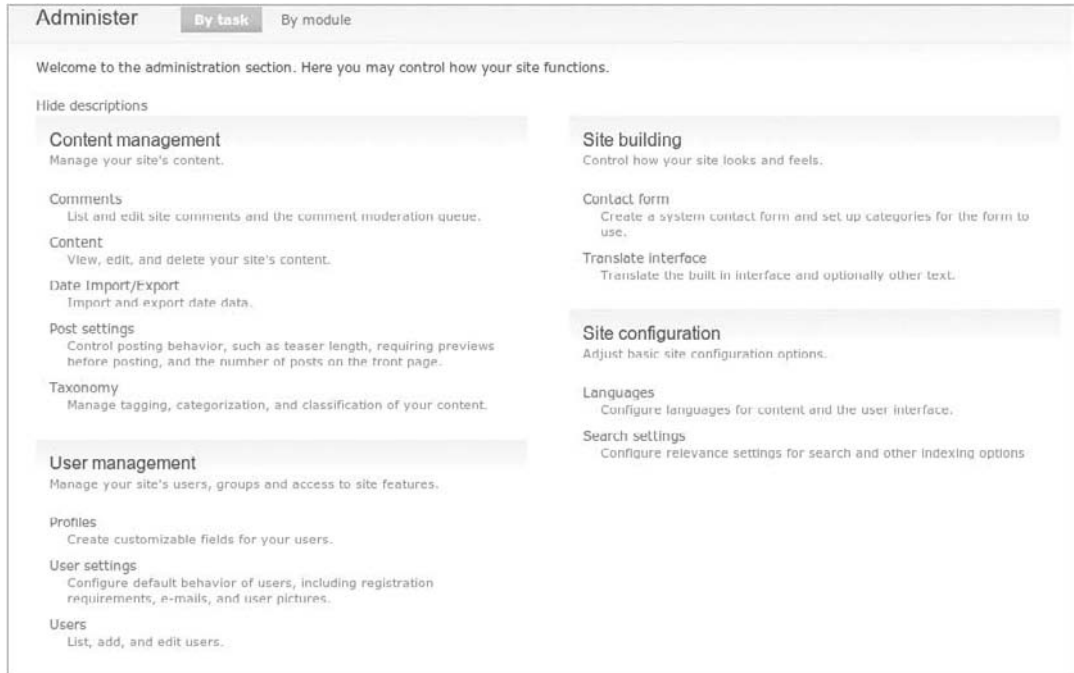 Administer By task By module
Welcome to the administration section. Here you may control how your site functions.
Hide descriptions
Content management
Manage your site's content.
Comments
List and edit site comments and the comment moderation queue.
Content
View, edit, and delete your site's content.
Date Import/Export
Import and export date data.
Post settings
Control posting behavior, such as teaser length, requiring previews
before posting, and the number of posts on the front page.
Taxonomy
Manage tagging, categorization, and classification of your content.
User management
Manage your site's users, groups and access to site features.
Profiles
Create customizable fields for your users.
User settings
Configure default behavior of users, including registration
requirements, e-mails, and user pictures.
Users
List, add, and edit users.
Site building
Control how your site looks and feels.
Contact form
Create a system contact form and set up categories for the form to
use.
Translate interface
Translate the built in interface and optionally other text.
Site configuration
Adjust basic site configuration options.
Languages
Configure languages for content and the user interface.
Search settings
Configure relevance settings for search and other indexing options